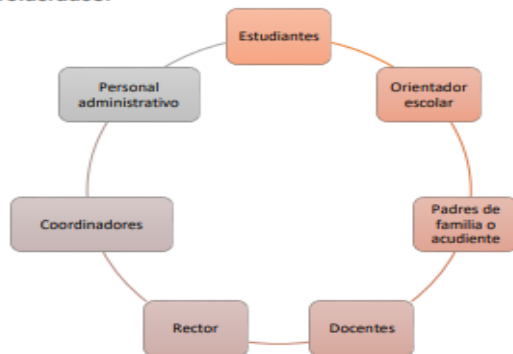 Estudiantes
Orientador
escolar
Padres de
familia o
acudiente
Docentes
Rector
Coordinadores
Personal
administrativo